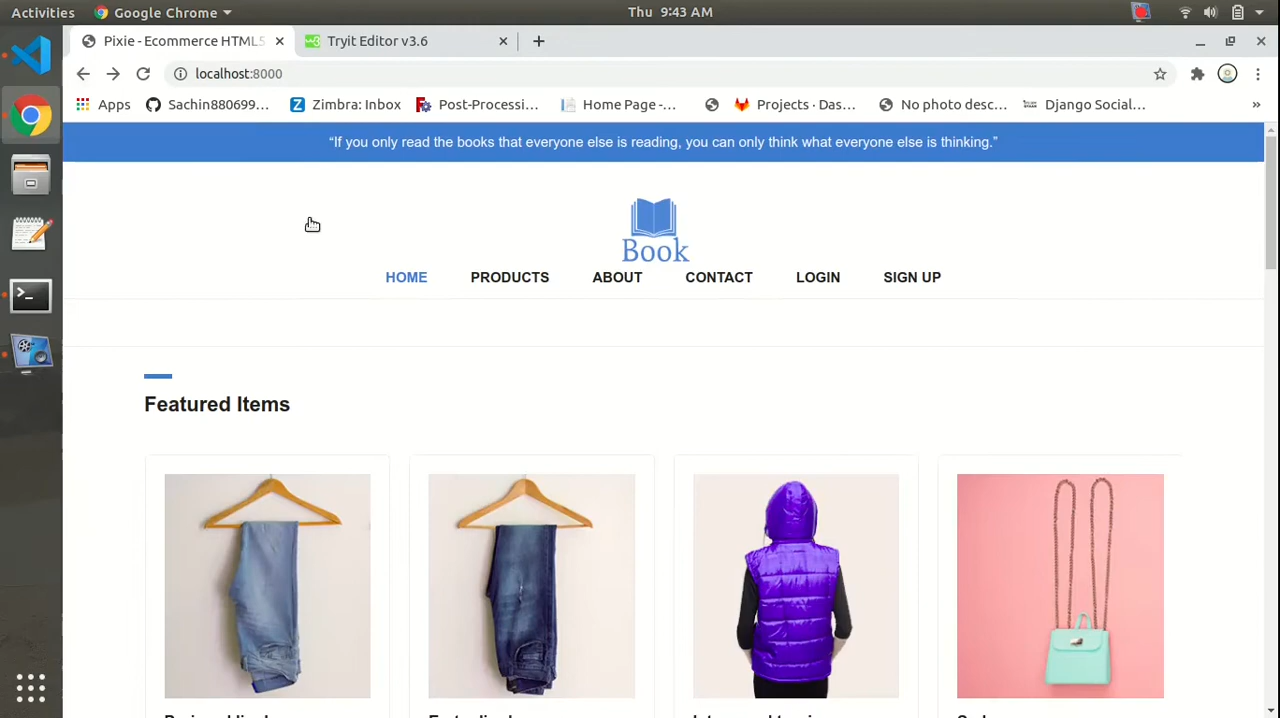 Activities Google Chrome Thu 9:43 AM
Pixie - Ecommerce HTML5 Tryit Editor v3.6
localhost:8000
Apps Sachin880699... Zimbra: Inbox Post-Processi... Home Page -... Projects · Das... No photo desc... Django Social... »
“If you only read the books that everyone else is reading, you can only think what everyone else is thinking.”
Book
HOME PRODUCTS ABOUT CONTACT LOGIN SIGN UP
Featured Items